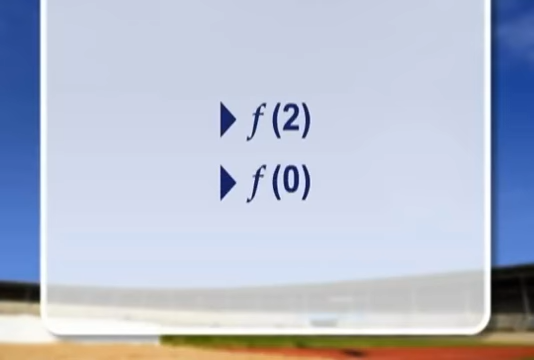 ▶ f (2)
▶ f (0)